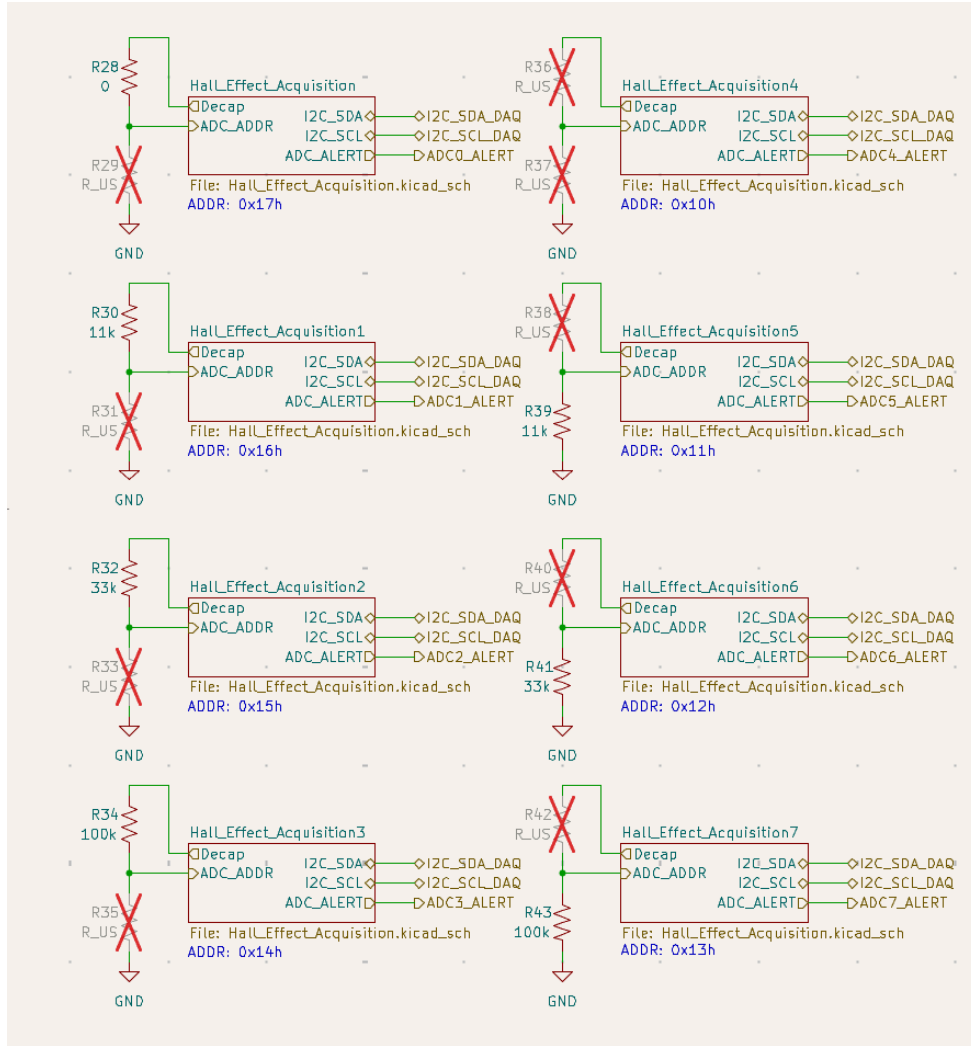 R28
0
Hall_Effect_Acquisition
Decap
ADC_ADDR
I2C_SDA
I2C_SCL
ADC_ALERT
I2C_SDA_DAQ
I2C_SCL_DAQ
ADC0_ALERT
R29
R_US
File: Hall_Effect_Acquisition.kicad_sch
ADDR: 0x17h
GND
R36
R_US
Hall_Effect_Acquisition4
Decap
ADC_ADDR
I2C_SDA
I2C_SCL
ADC_ALERT
I2C_SDA_DAQ
I2C_SCL_DAQ
ADC4_ALERT
R37
R_US
File: Hall_Effect_Acquisition.kicad_sch
ADDR: 0x10h
GND
R30
11k
Hall_Effect_Acquisition1
Decap
ADC_ADDR
I2C_SDA
I2C_SCL
ADC_ALERT
I2C_SDA_DAQ
I2C_SCL_DAQ
ADC1_ALERT
R31
R_US
File: Hall_Effect_Acquisition.kicad_sch
ADDR: 0x16h
GND
R38
R_US
Hall_Effect_Acquisition5
Decap
ADC_ADDR
I2C_SDA
I2C_SCL
ADC_ALERT
I2C_SDA_DAQ
I2C_SCL_DAQ
ADC5_ALERT
R39
11k
File: Hall_Effect_Acquisition.kicad_sch
ADDR: 0x11h
GND
R32
33k
Hall_Effect_Acquisition2
Decap
ADC_ADDR
I2C_SDA
I2C_SCL
ADC_ALERT
I2C_SDA_DAQ
I2C_SCL_DAQ
ADC2_ALERT
R33
R_US
File: Hall_Effect_Acquisition.kicad_sch
ADDR: 0x15h
GND
R40
R_US
Hall_Effect_Acquisition6
Decap
ADC_ADDR
I2C_SDA
I2C_SCL
ADC_ALERT
I2C_SDA_DAQ
I2C_SCL_DAQ
ADC6_ALERT
R41
33k
File: Hall_Effect_Acquisition.kicad_sch
ADDR: 0x12h
GND
R34
100k
Hall_Effect_Acquisition3
Decap
ADC_ADDR
I2C_SDA
I2C_SCL
ADC_ALERT
I2C_SDA_DAQ
I2C_SCL_DAQ
ADC3_ALERT
R35
R_US
File: Hall_Effect_Acquisition.kicad_sch
ADDR: 0x14h
GND
R42
R_US
Hall_Effect_Acquisition7
Decap
ADC_ADDR
I2C_SDA
I2C_SCL
ADC_ALERT
I2C_SDA_DAQ
I2C_SCL_DAQ
ADC7_ALERT
R43
100k
File: Hall_Effect_Acquisition.kicad_sch
ADDR: 0x13h
GND